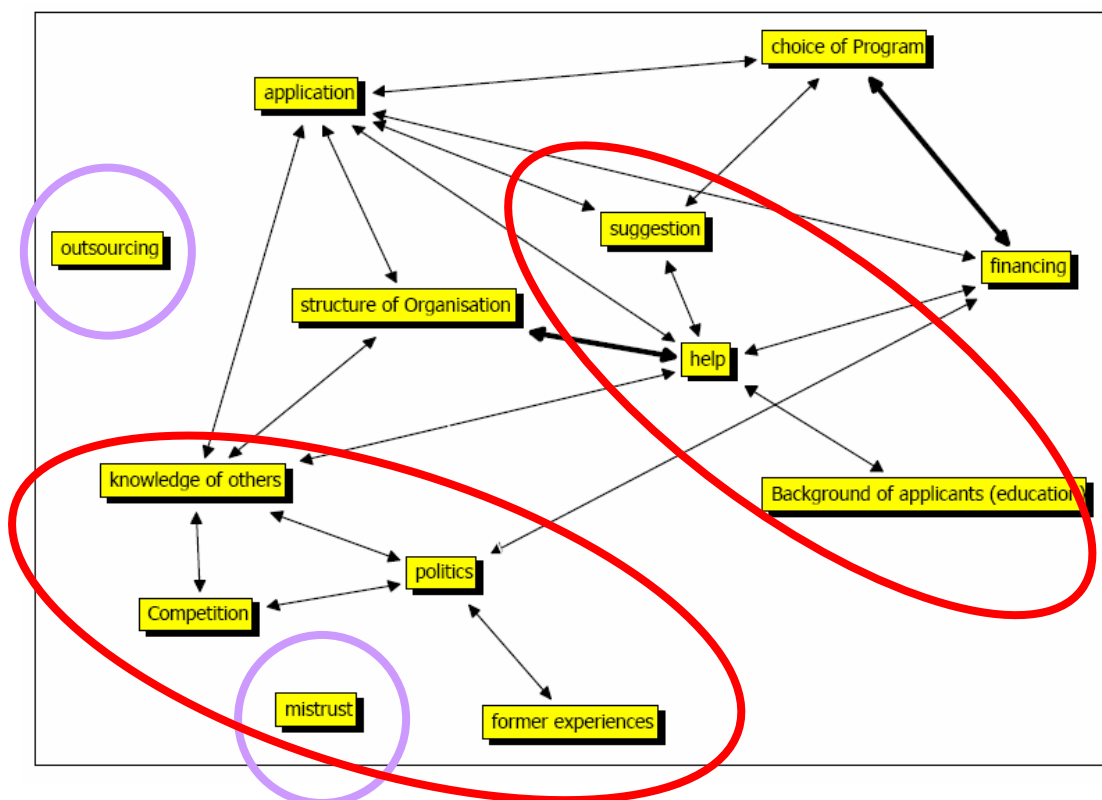 choice of Program
application
suggestion
outsourcing
financing
structure of Organisation
help
knowledge of others
Background of applicants (education)
politics
Competition
mistrust
former experiences